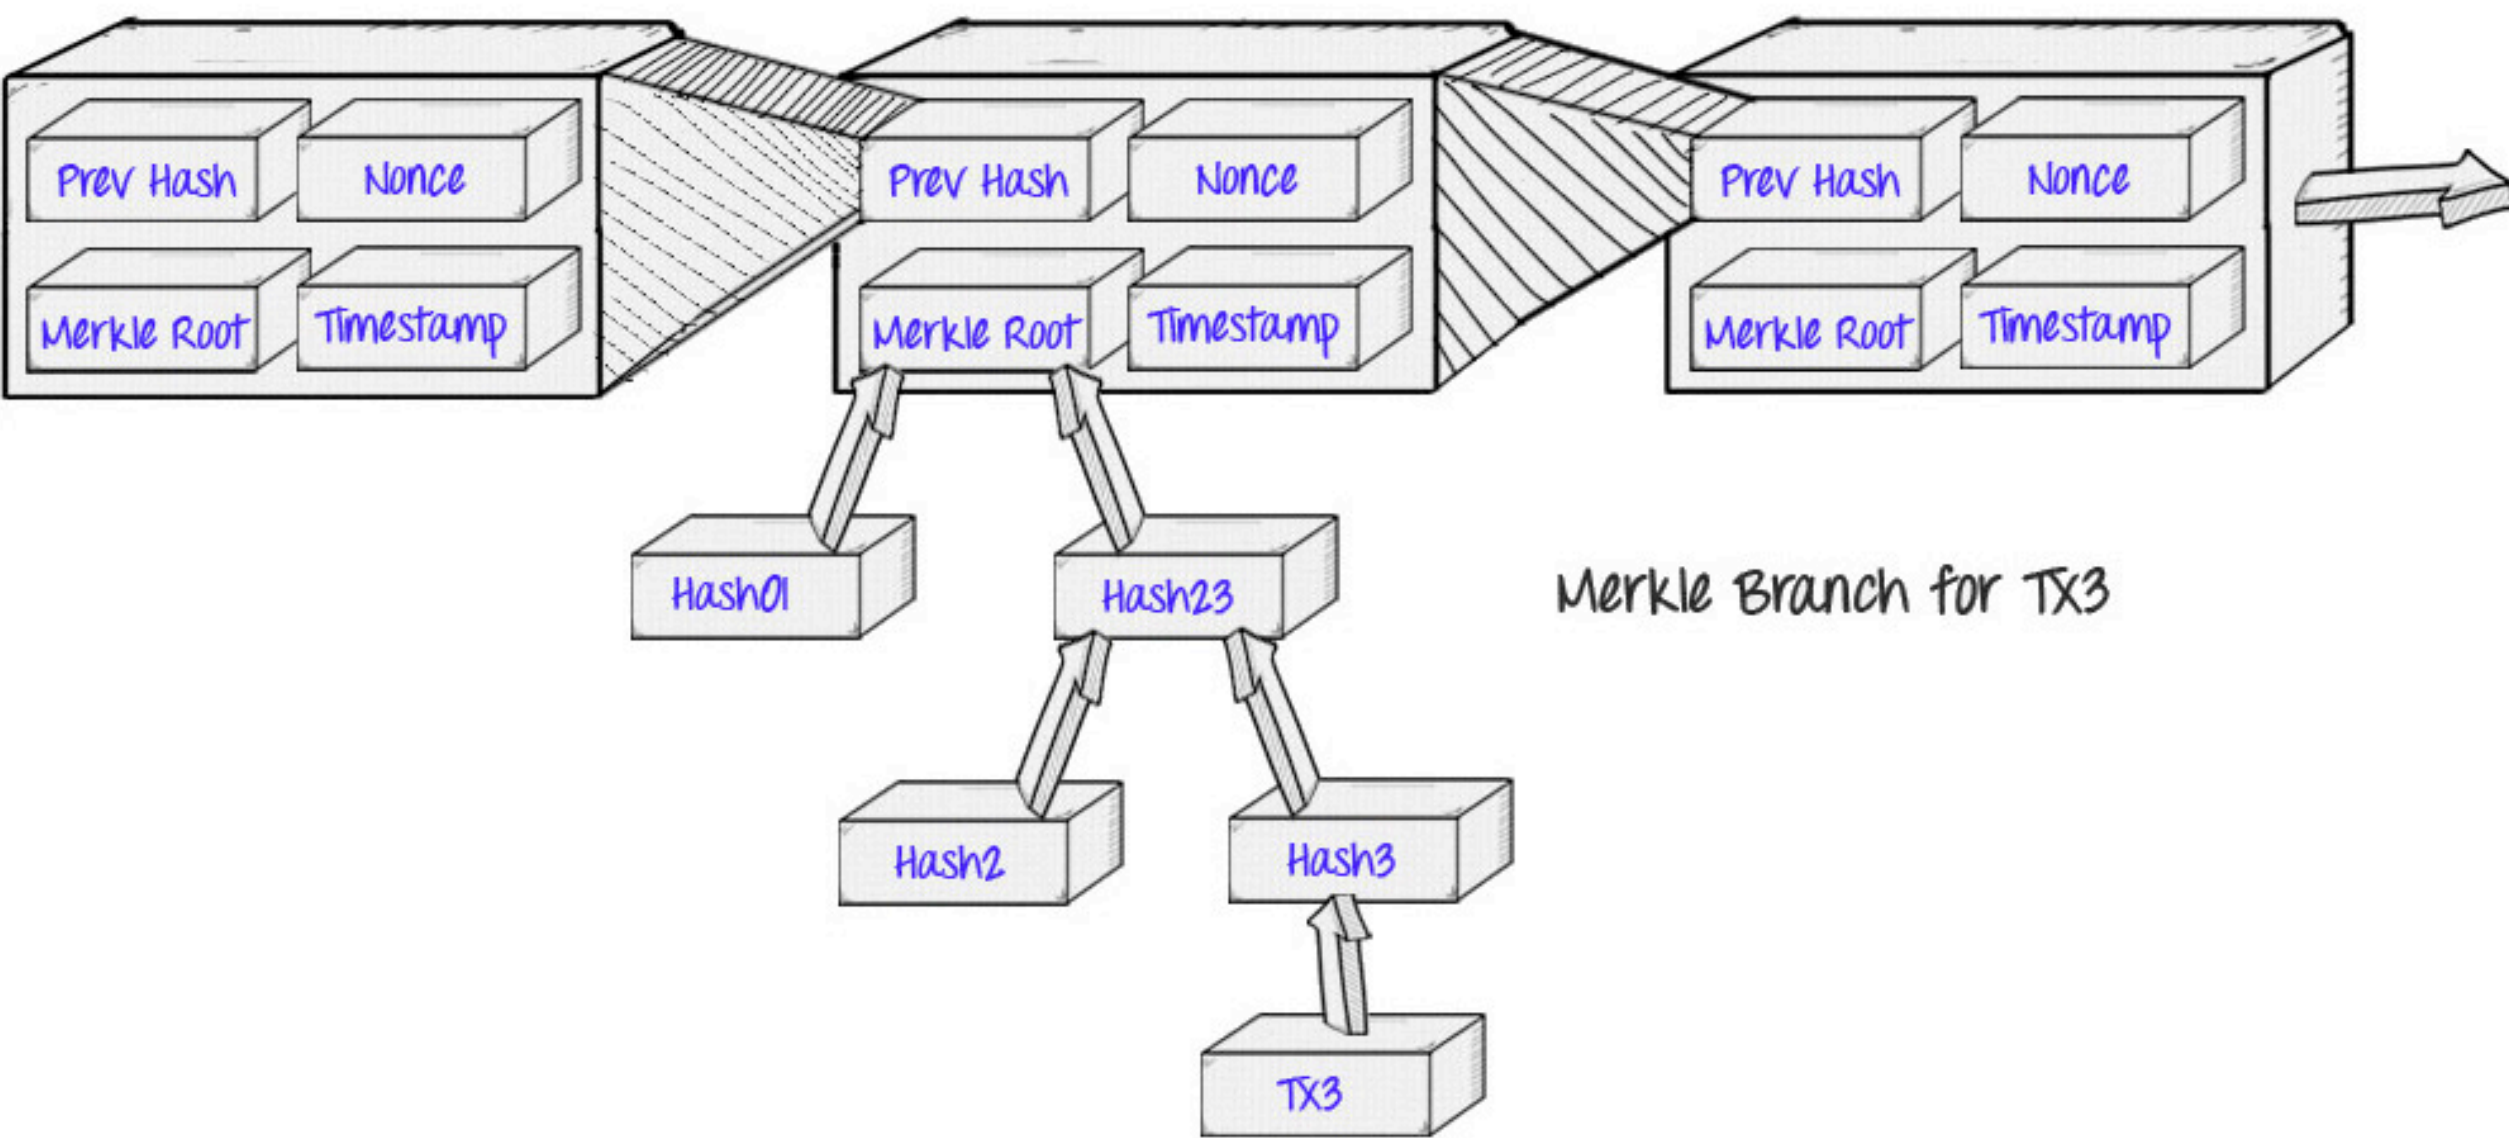 Prev Hash
Nonce
Prev Hash
Nonce
Prev Hash
Nonce
Merkle Root
Timestamp
Merkle Root
Timestamp
Merkle Root
Timestamp
Hash01
Hash23
Merkle Branch for TX3
Hash2
Hash3
TX3